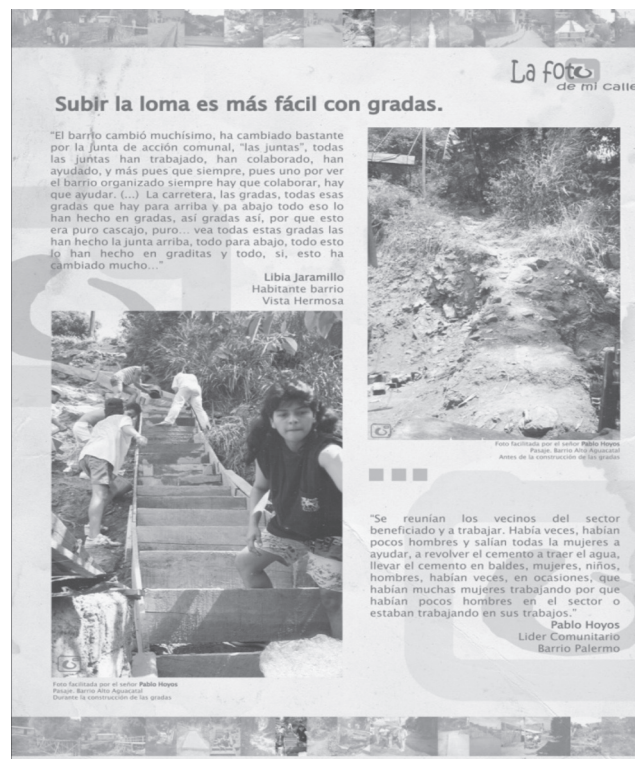 La foto
de mi calle
Subir la loma es más fácil con gradas.
"El barrio cambió muchísimo, ha cambiado bastante
por la junta de acción comunal, "las juntas", todas
las juntas han trabajado, han colaborado, han
ayudado, y más pues que siempre, pues uno por ver
el barrio organizado siempre hay que colaborar, hay
que ayudar. (...) La carretera, las gradas, todas esas
gradas que hay para arriba y pa abajo todo eso lo
han hecho en gradas, así gradas así, por que esto
era puro cascajo, puro... vea todas estas gradas las
han hecho la junta arriba, todo para abajo, todo esto
lo han hecho en graditas y todo, si, esto ha
cambiado mucho..."
Libia Jaramillo
Habitante barrio
Vista Hermosa
Foto facilitada por el señor Pablo Hoyos
Pasaje. Barrio Alto Aguacatal
Antes de la construcción de las gradas
"Se reunían los vecinos del sector
beneficiado y a trabajar. Había veces, habían
pocos hombres y salían todas la mujeres a
ayudar, a revolver el cemento a traer el agua,
llevar el cemento en baldes, mujeres, niños,
hombres, habían veces, en ocasiones, que
habían muchas mujeres trabajando por que
habían pocos hombres en el sector o
estaban trabajando en sus trabajos."
Pablo Hoyos
Lider Comunitario
Barrio Palermo
Foto facilitada por el señor Pablo Hoyos
Pasaje. Barrio Alto Aguacatal
Durante la construcción de las gradas